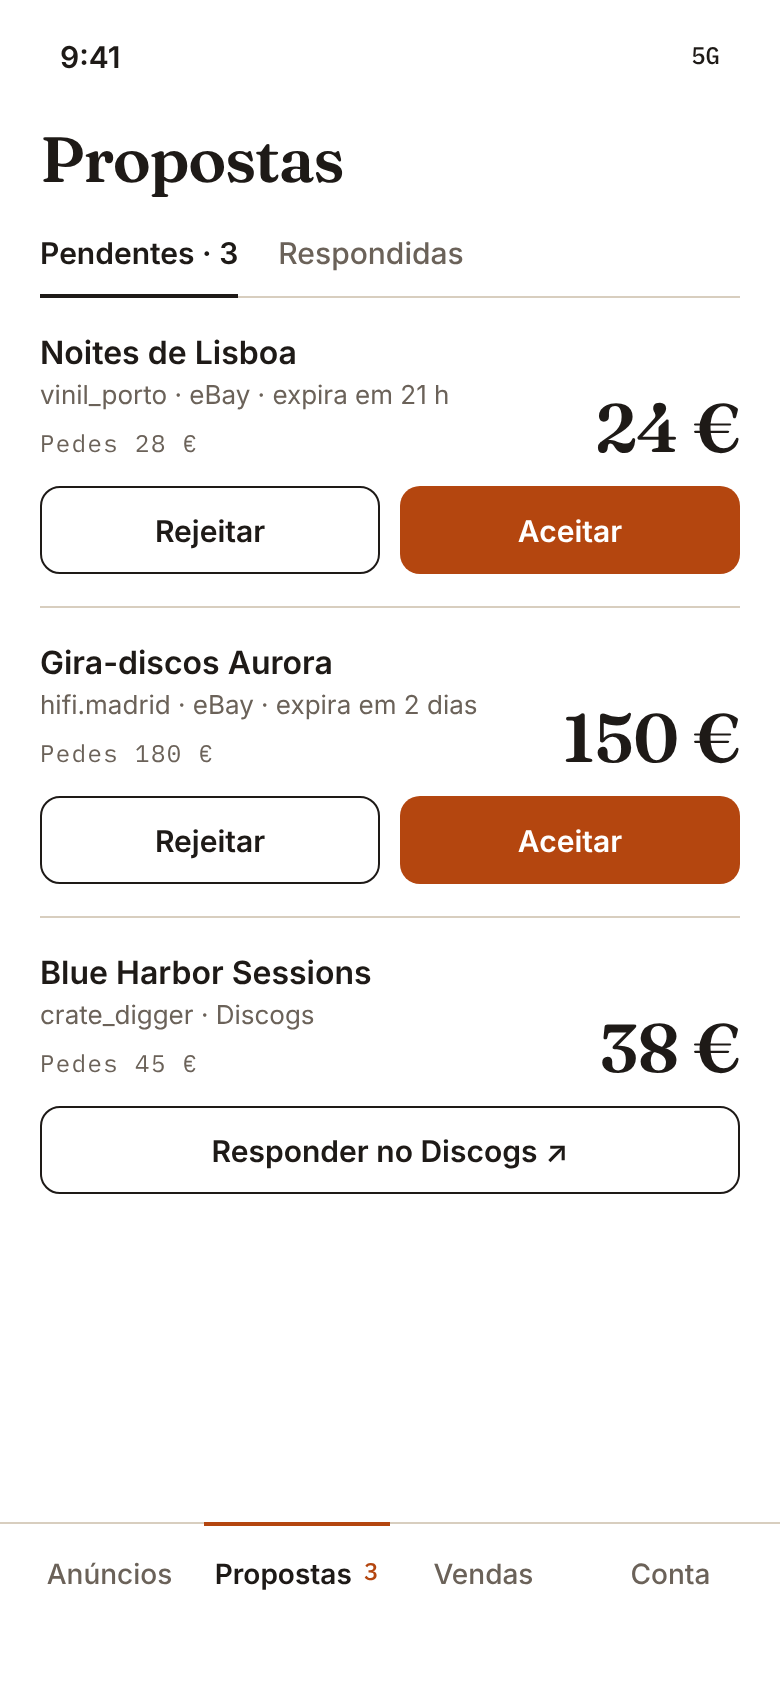 9:41
5G
Propostas
Pendentes · 3
Respondidas
Noites de Lisboa
vinil_porto · eBay · expira em 21 h
Pedes 28 €
24 €
Rejeitar
Aceitar
Gira-discos Aurora
hifi.madrid · eBay · expira em 2 dias
Pedes 180 €
150 €
Rejeitar
Aceitar
Blue Harbor Sessions
crate_digger · Discogs
Pedes 45 €
38 €
Responder no Discogs ↗
Anúncios
Propostas 3
Vendas
Conta